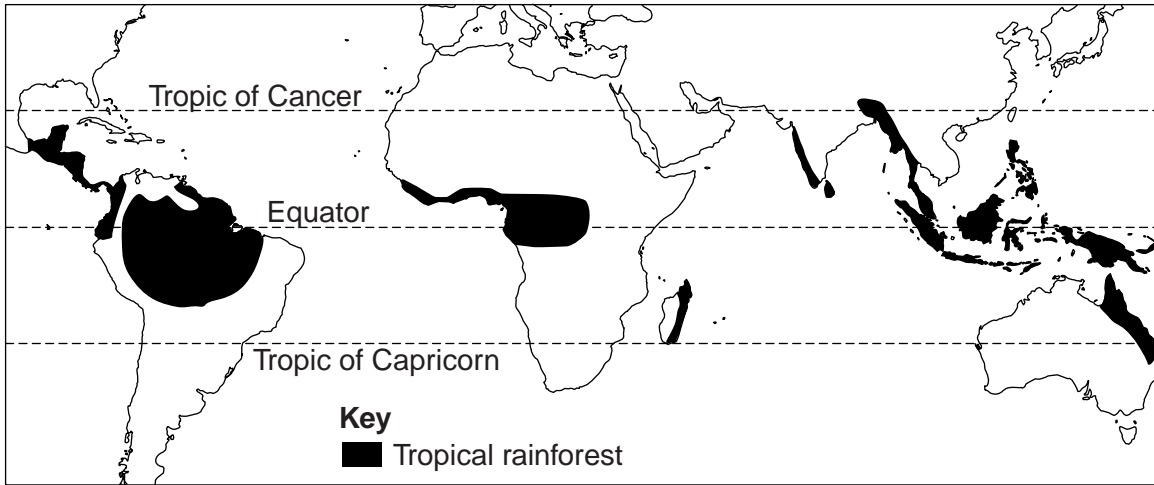 Tropic of Cancer
Equator
Tropic of Capricorn
Key
Tropical rainforest